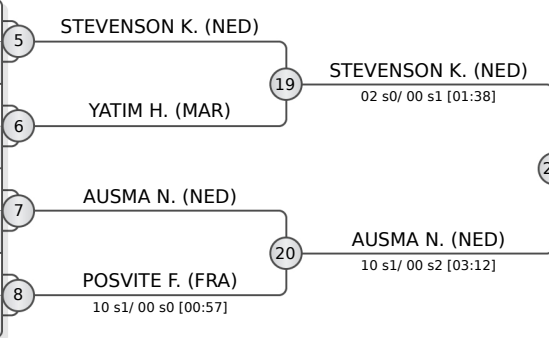 STEVENSON K. (NED)
5
19
STEVENSON K. (NED)
02 s0/ 00 s1 [01:38]
YATIM H. (MAR)
6
2
AUSMA N. (NED)
7
20
AUSMA N. (NED)
10 s1/ 00 s2 [03:12]
POSVITE F. (FRA)
8
10 s1/ 00 s0 [00:57]